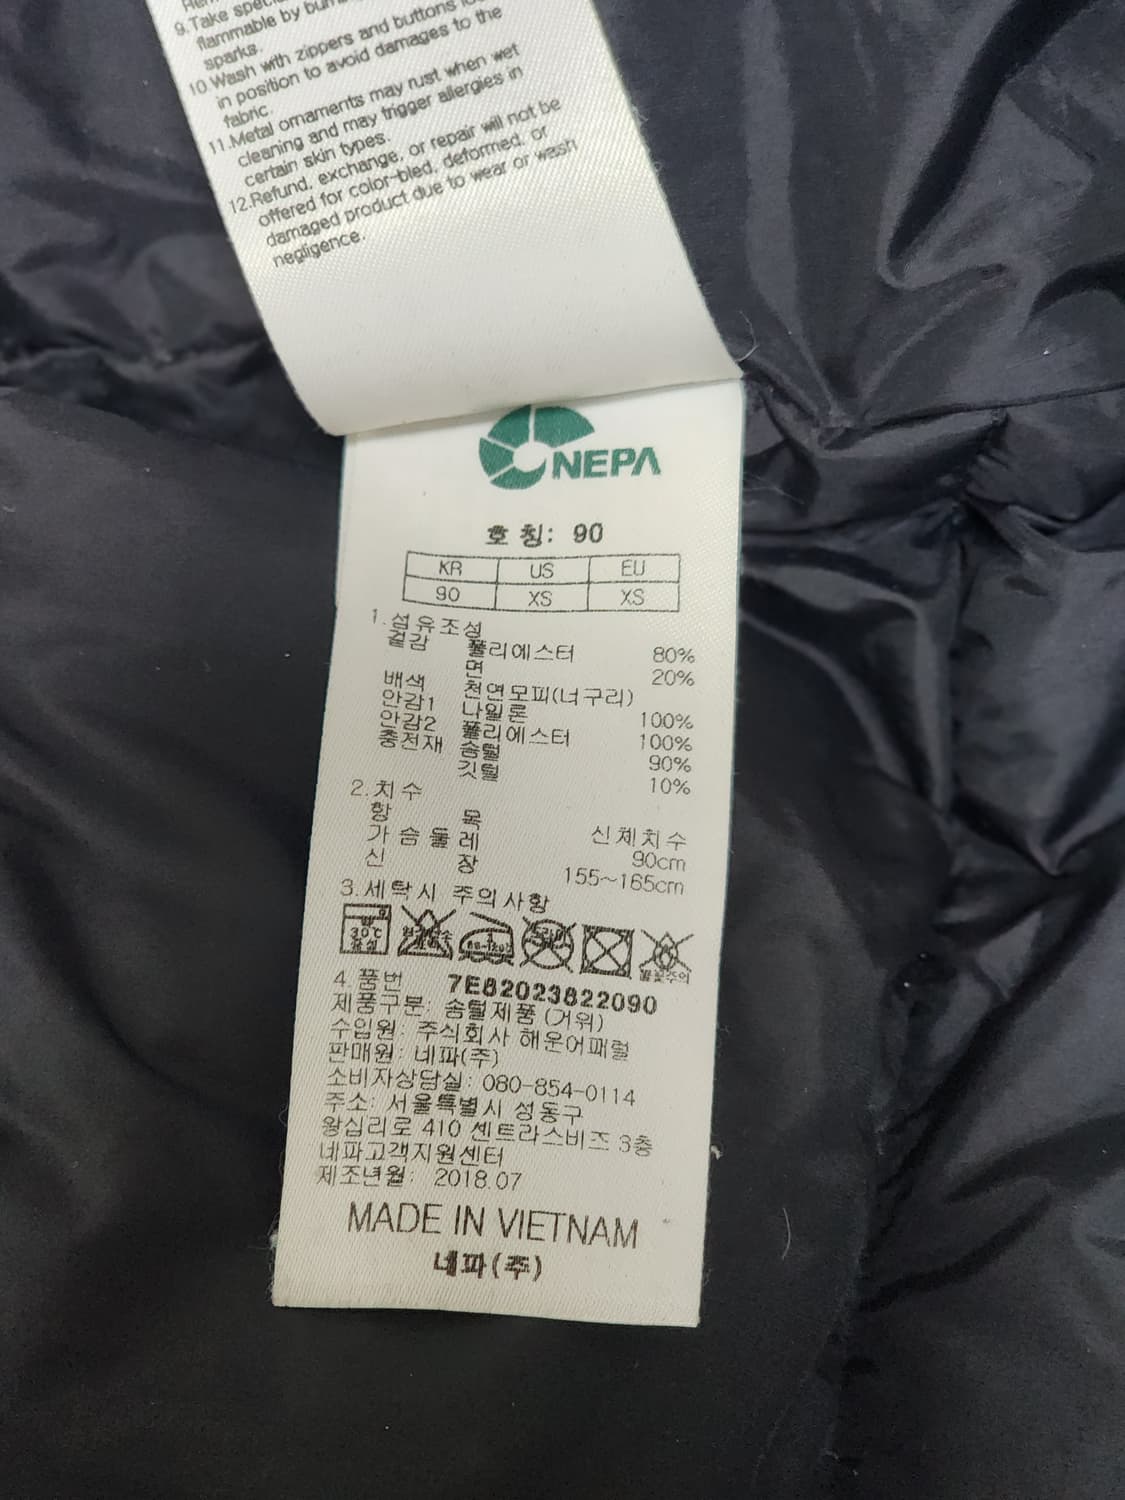 9.Take
flammable by
sparks.
10.Wash with zippers and buttons
in position to avoid damages to the
fabric.
11.Metal ornaments may rust when wet
cleaning and may trigger allergies in
certain skin types.
12.Refund, exchange, or repair will not be
offered for color-bled, deformed, or
damaged product due to wear or wash
negligence.
NEPA
호 칭: 90
KR US EU
90 XS XS
1.섬유조성
겉감 폴리에스터 80%
면 20%
배색 천연모피(너구리)
안감1 나일론 100%
안감2 폴리에스터 100%
충전재 솜털 90%
깃털 10%
2.치수
항 목 신체치수
가슴둘레 90cm
신 장 155~165cm
3.세탁시 주의사항
30℃
불꽃주의
4.품번 7E82023822090
제품구분: 솜털제품(거위)
수입원: 주식회사 해운어패럴
판매원: 네파(주)
소비자상담실: 080-854-0114
주소: 서울특별시 성동구
왕십리로 410 센트라스비즈 3층
네파고객지원센터
제조년월: 2018.07
MADE IN VIETNAM
네파(주)